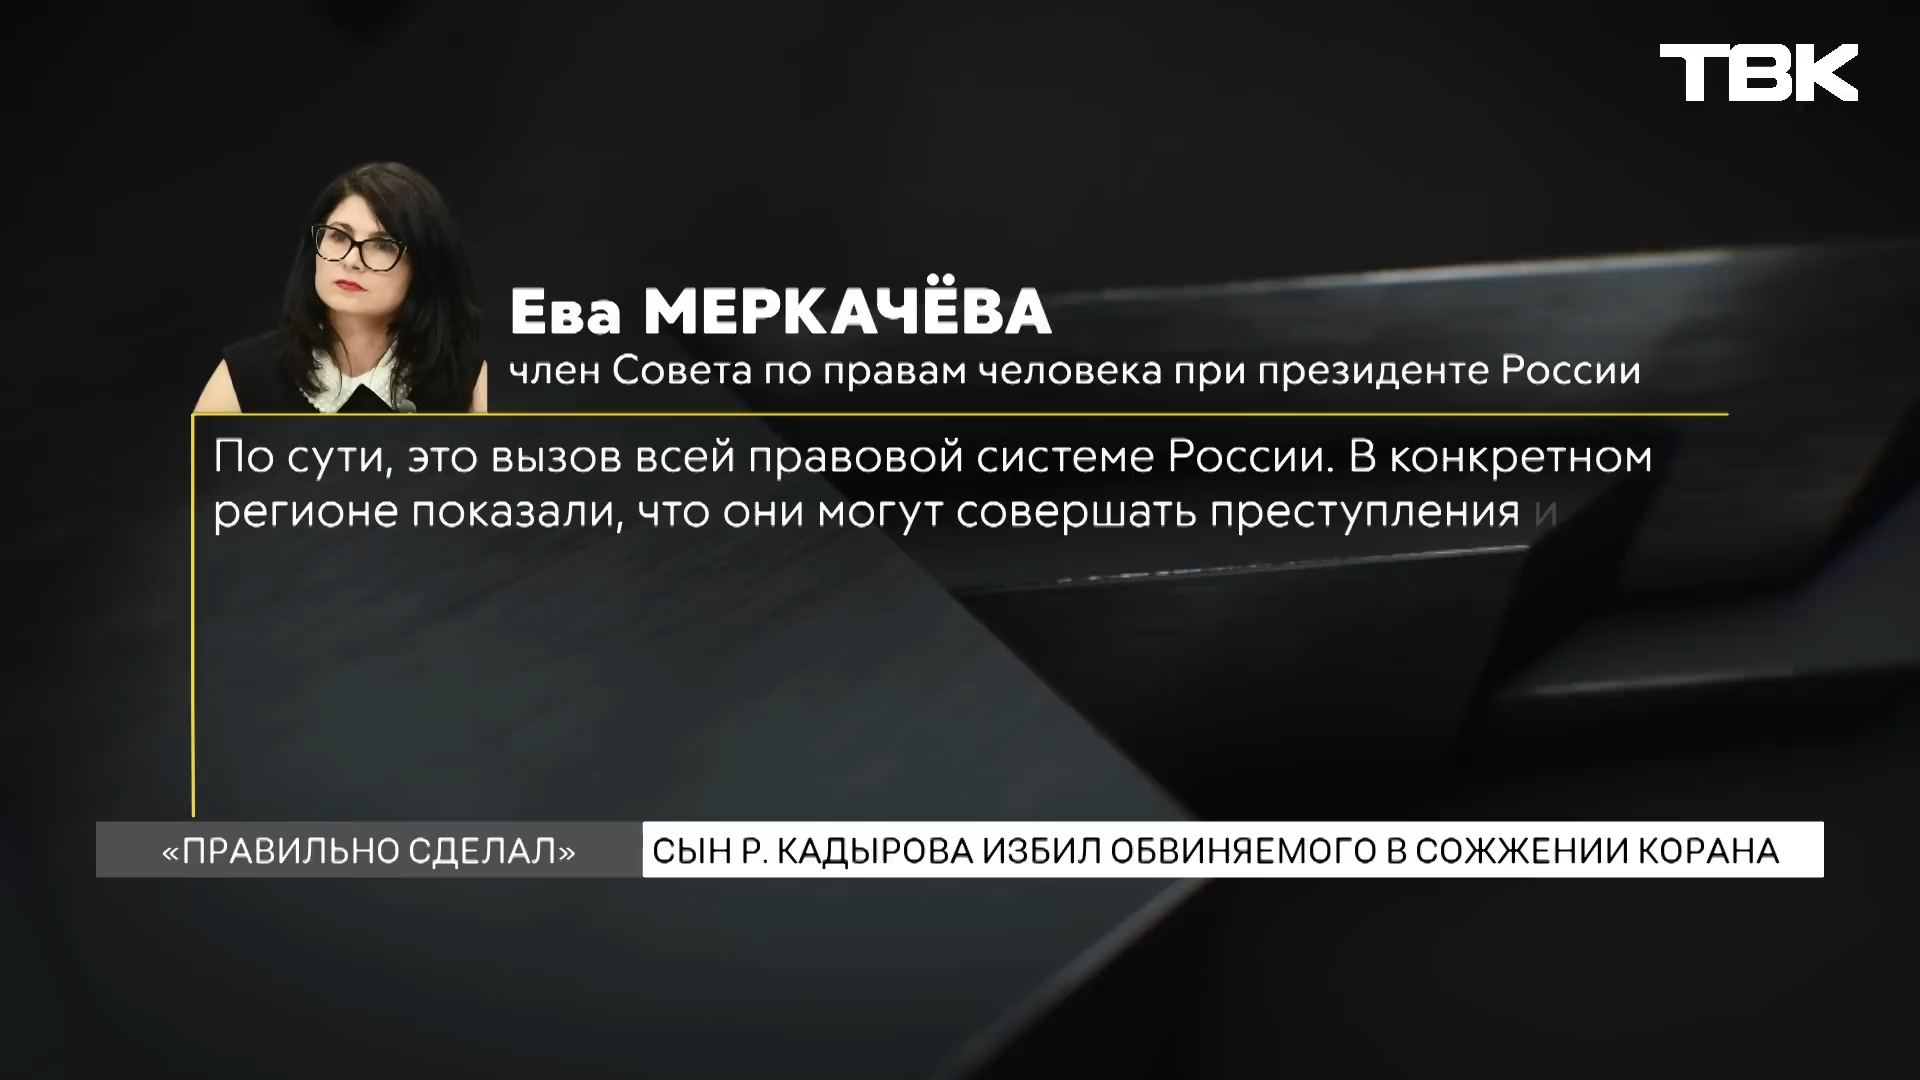 ТВК
Ева МЕРКАЧЁВА
член Совета по правам человека при президенте России
По сути, это вызов всей правовой системе России. В конкретном
регионе показали, что они могут совершать преступления и
«ПРАВИЛЬНО СДЕЛАЛ»
СЫН Р. КАДЫРОВА ИЗБИЛ ОБВИНЯЕМОГО В СОЖЖЕНИИ КОРАНА